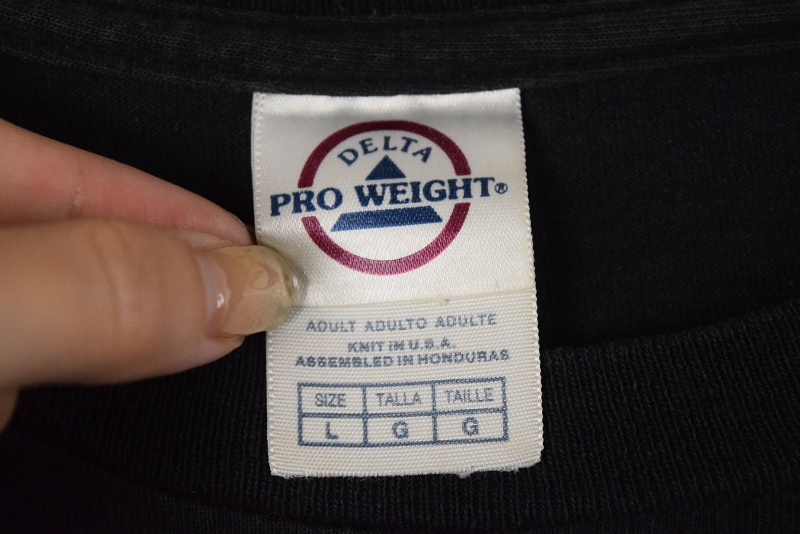 DELTA
PRO WEIGHT®
ADULT ADULTO ADULTE
KNIT IN U.S.A.
ASSEMBLED IN HONDURAS
SIZE TALLA TAILLE
L G G